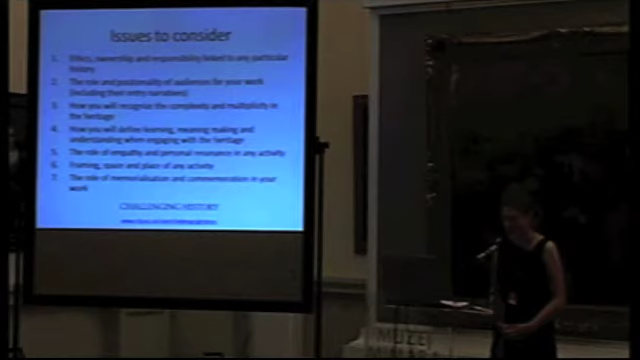 Issues to consider
1. Ethics, ownership and responsibility linked to any particular
history
2. The role and positionality of audiences for your work
(including their entry narratives)
3. How you will recognise the complexity and multiplicity in
the heritage
4. How you will define learning, meaning making and
understanding when engaging with the heritage
5. The role of empathy and personal resonance in any activity
6. Framing, space and place of any activity
7. The role of memorialisation and commemoration in your
work
CHALLENGING HISTORY
MUZEJ